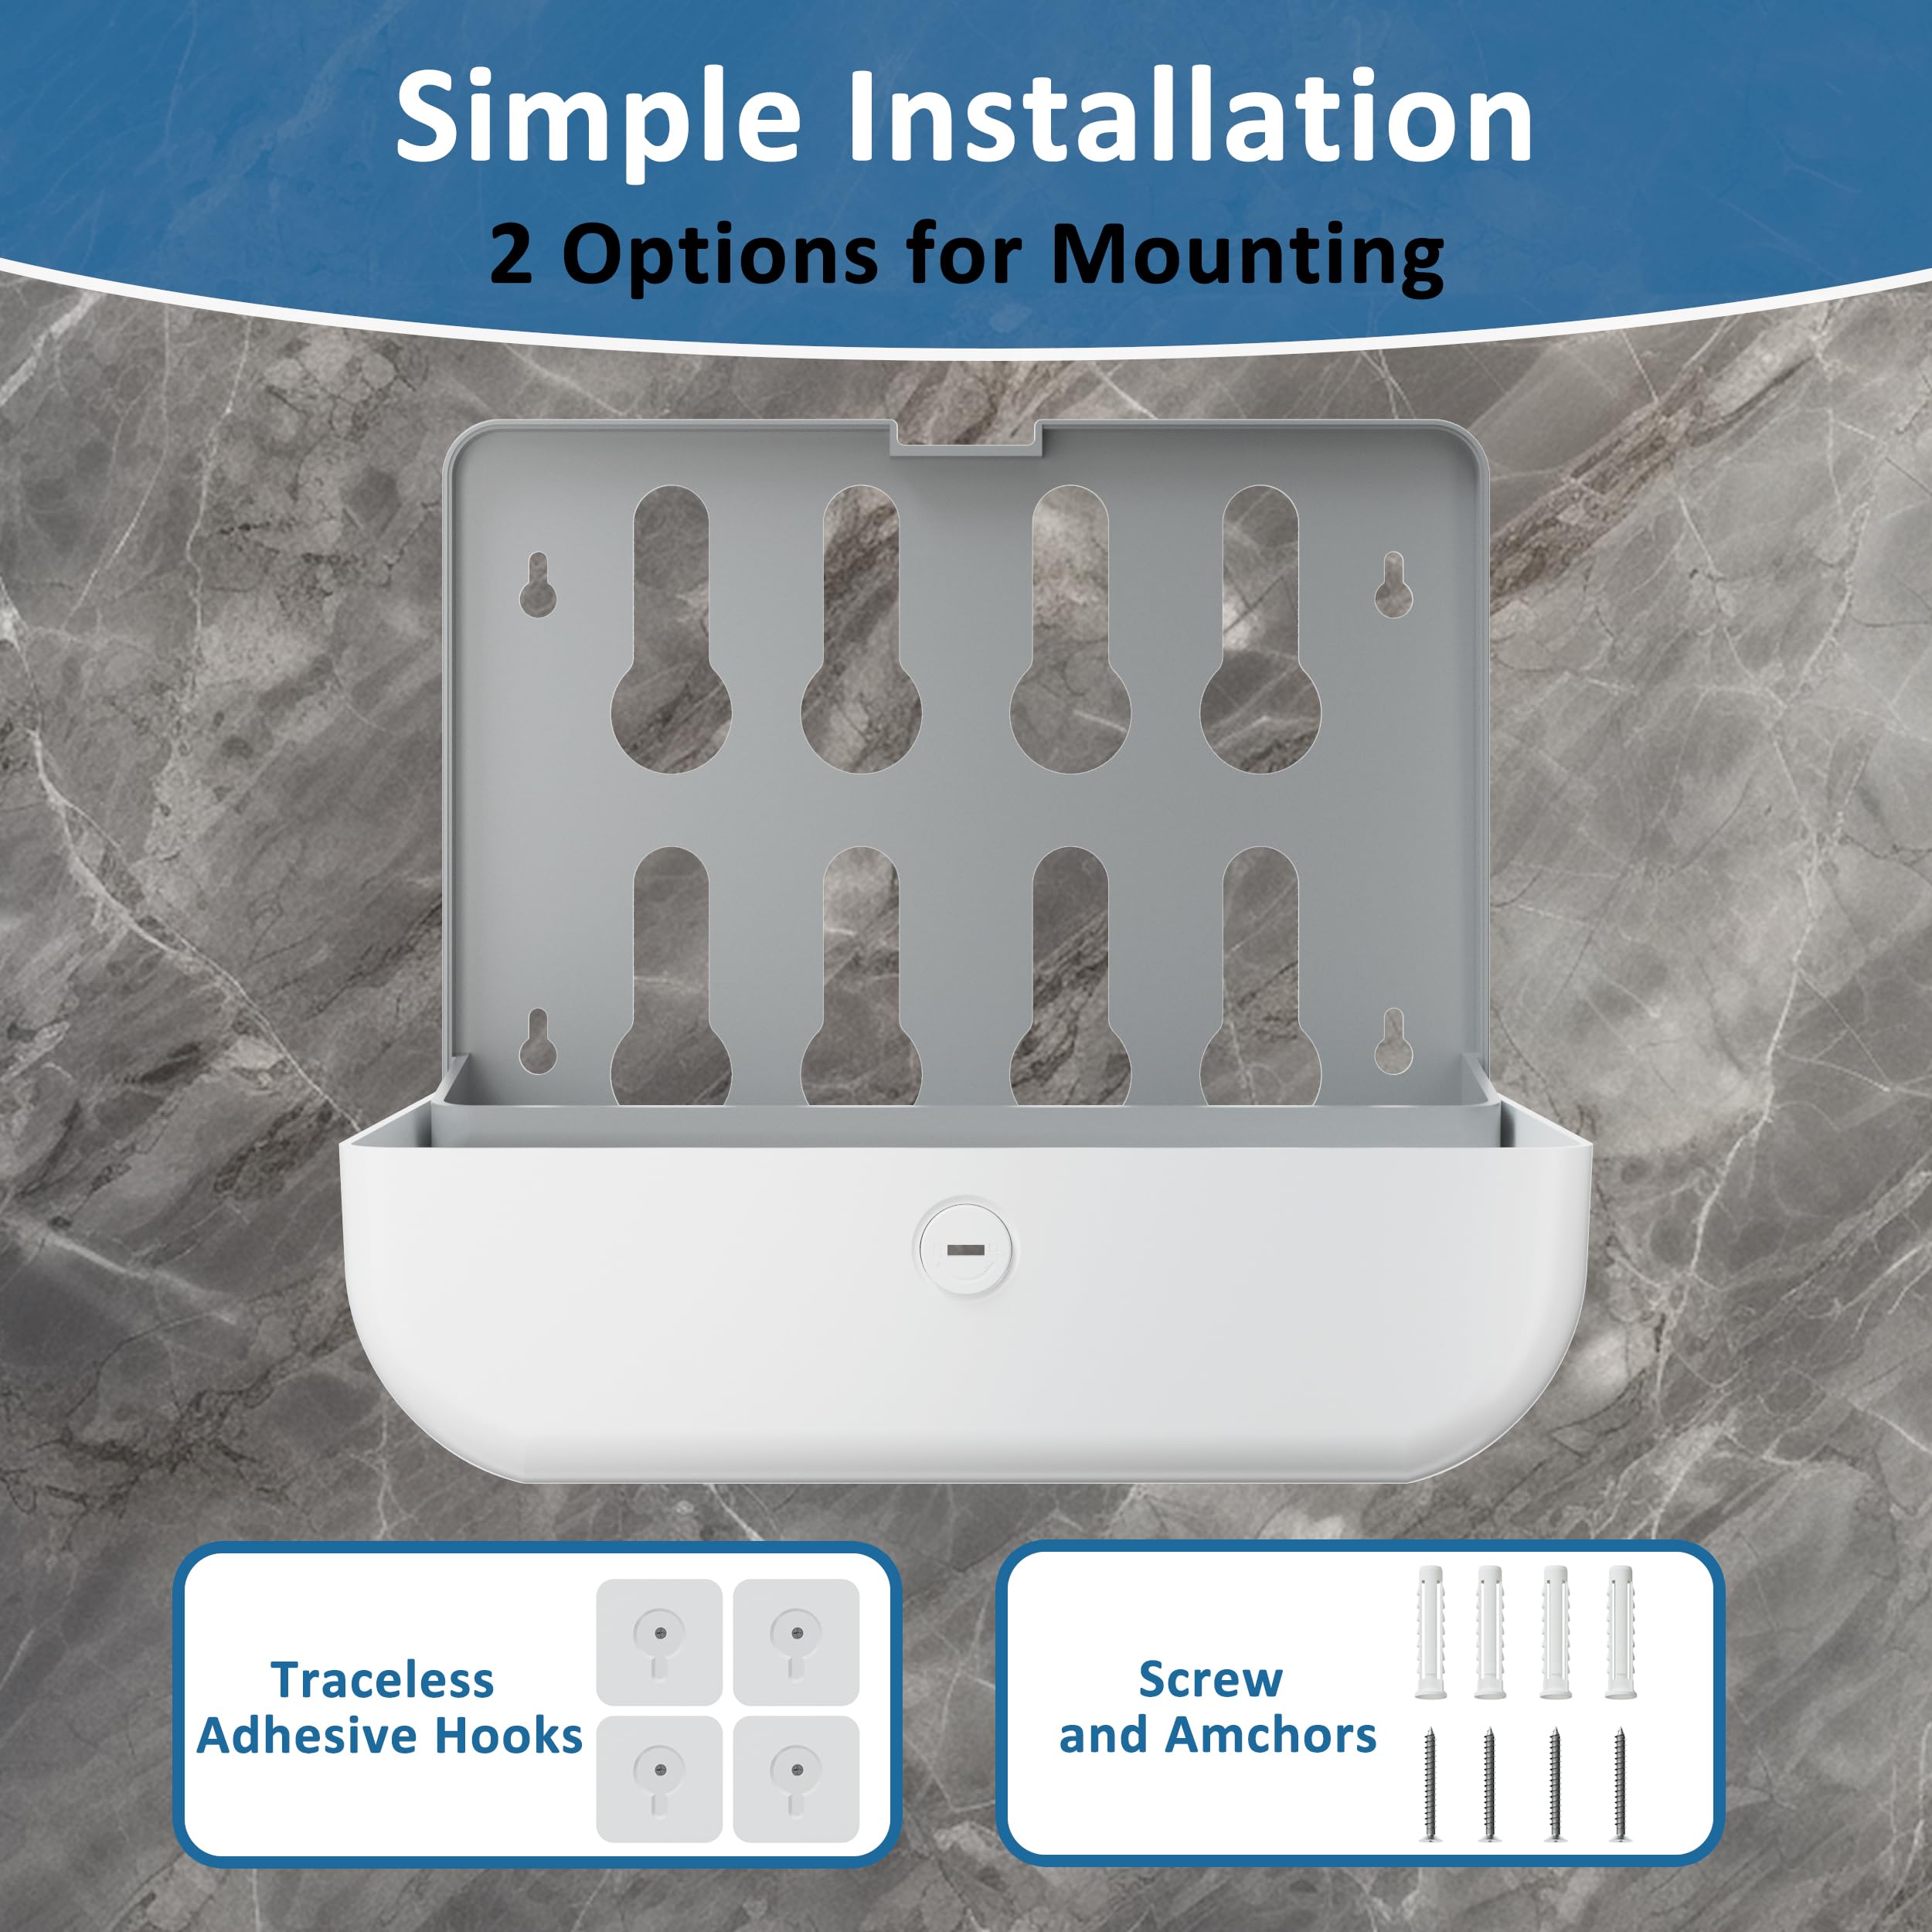 Simple Installation
2 Options for Mounting
Traceless
Adhesive Hooks
Screw
and Amchors